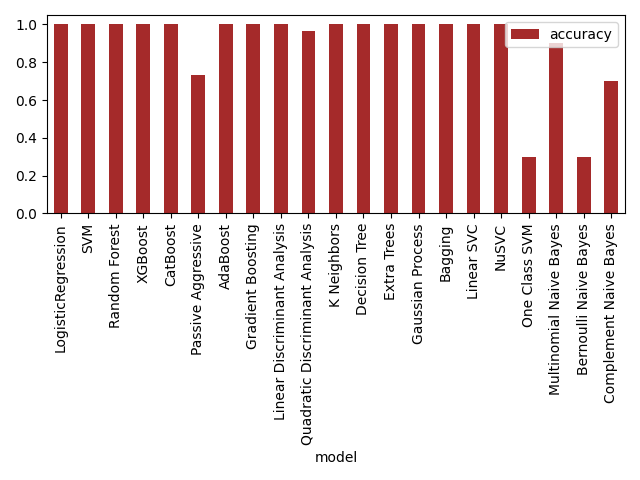 1.0
0.8
0.6
0.4
0.2
0.0
accuracy
LogisticRegression
SVM
Random Forest
XGBoost
CatBoost
Passive Aggressive
AdaBoost
Gradient Boosting
Linear Discriminant Analysis
Quadratic Discriminant Analysis
K Neighbors
Decision Tree
Extra Trees
Gaussian Process
Bagging
Linear SVC
NuSVC
One Class SVM
Multinomial Naive Bayes
Bernoulli Naive Bayes
Complement Naive Bayes
model